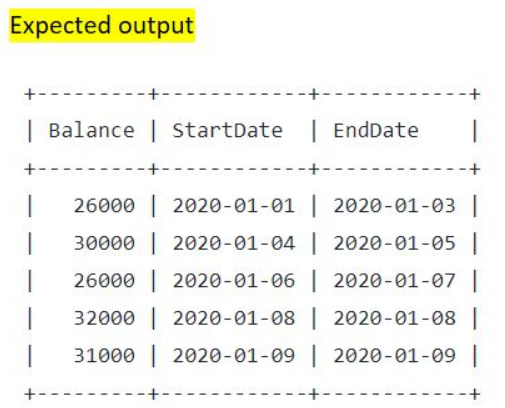 Expected output
+---------+------------+------------+
| Balance | StartDate  | EndDate    |
+---------+------------+------------+
|   26000 | 2020-01-01 | 2020-01-03 |
|   30000 | 2020-01-04 | 2020-01-05 |
|   26000 | 2020-01-06 | 2020-01-07 |
|   32000 | 2020-01-08 | 2020-01-08 |
|   31000 | 2020-01-09 | 2020-01-09 |
+---------+------------+------------+